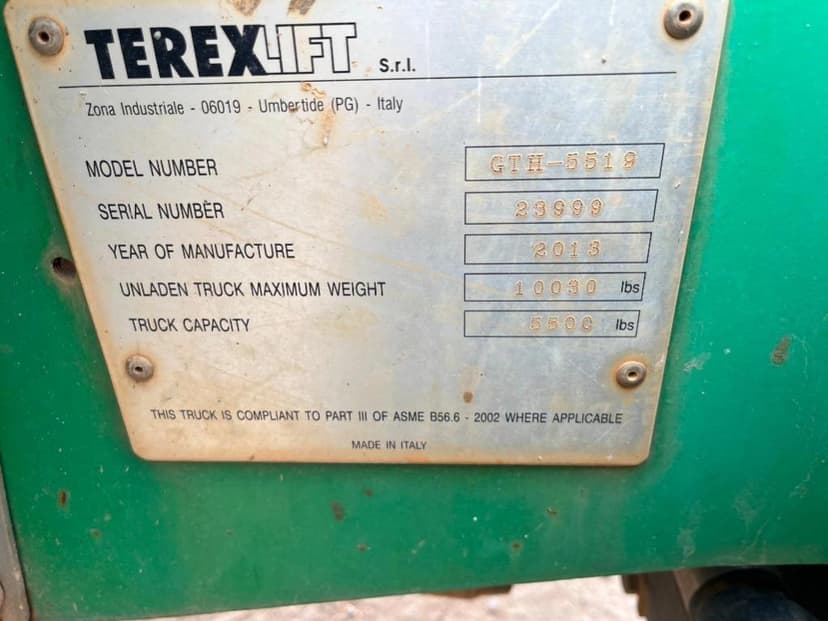 TEREXLIFT S.r.l.
Zona Industriale - 06019 - Umbertide (PG) - Italy
MODEL NUMBER GTH-5519
SERIAL NUMBER 23999
YEAR OF MANUFACTURE 2013
UNLADEN TRUCK MAXIMUM WEIGHT 10030 lbs
TRUCK CAPACITY 5500 lbs
THIS TRUCK IS COMPLIANT TO PART III OF ASME B56.6 - 2002 WHERE APPLICABLE
MADE IN ITALY